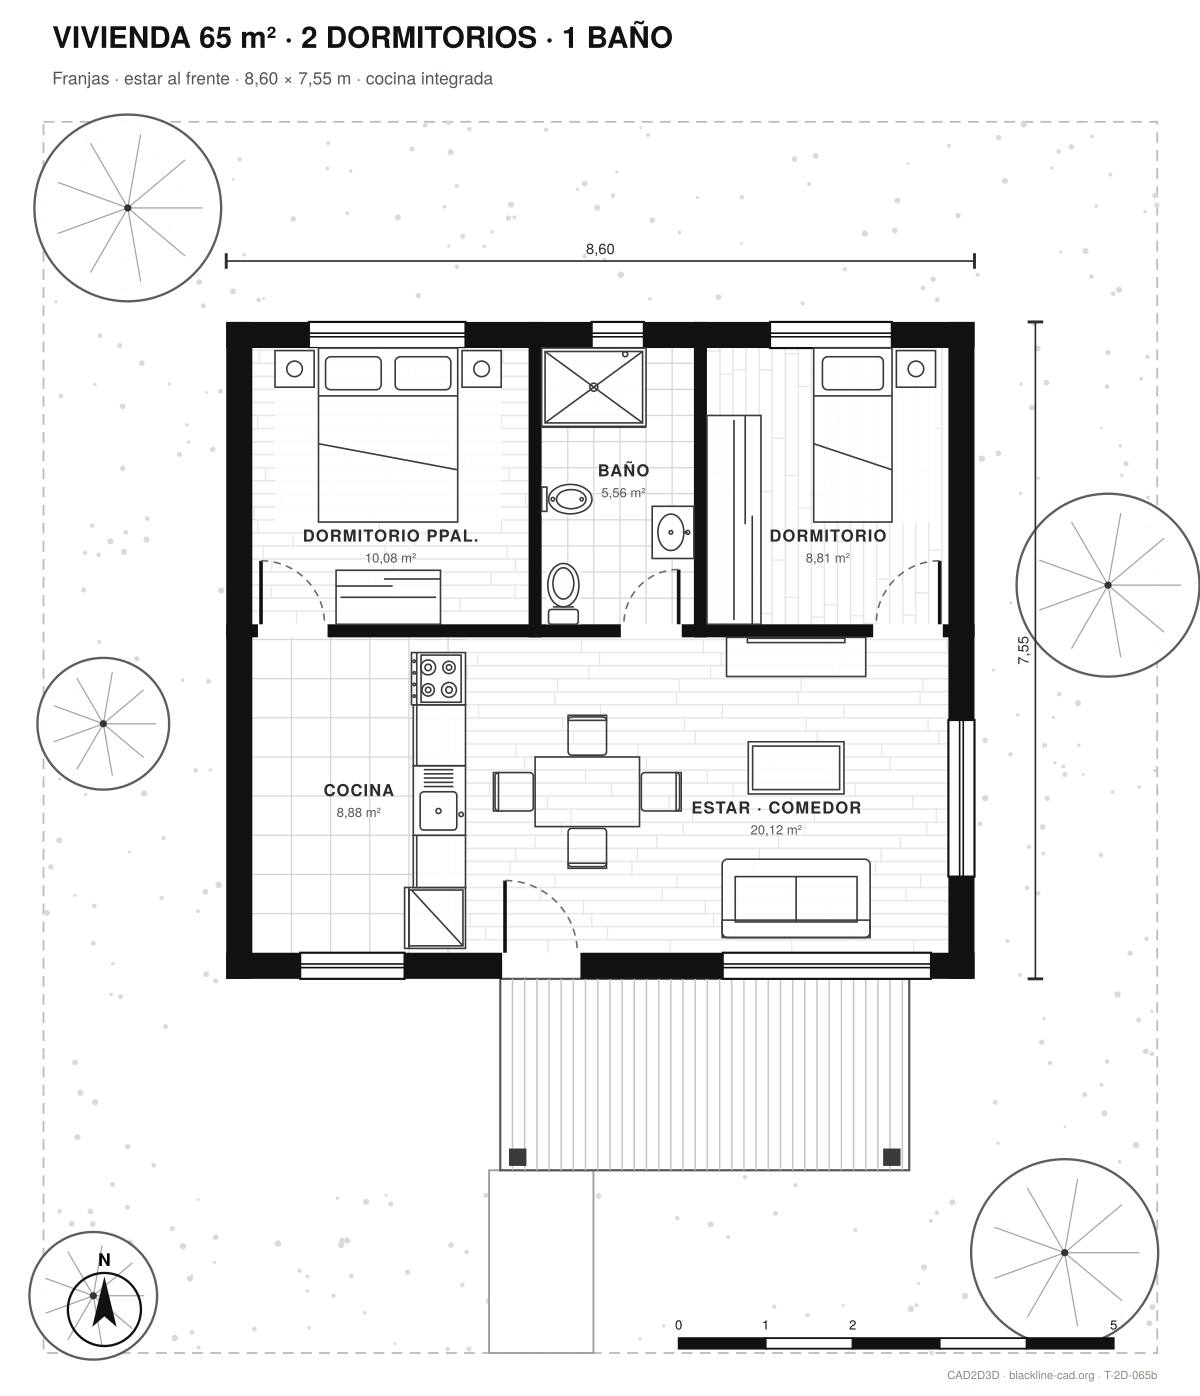 VIVIENDA 65 m² · 2 DORMITORIOS · 1 BAÑO
Franjas · estar al frente · 8,60 × 7,55 m · cocina integrada
8,60
BAÑO
5,56 m²
DORMITORIO PPAL.
10,08 m²
DORMITORIO
8,81 m²
7,55
COCINA
8,88 m²
ESTAR · COMEDOR
20,12 m²
N
0 1 2 5
CAD2D3D · blackline-cad.org · T-2D-065b